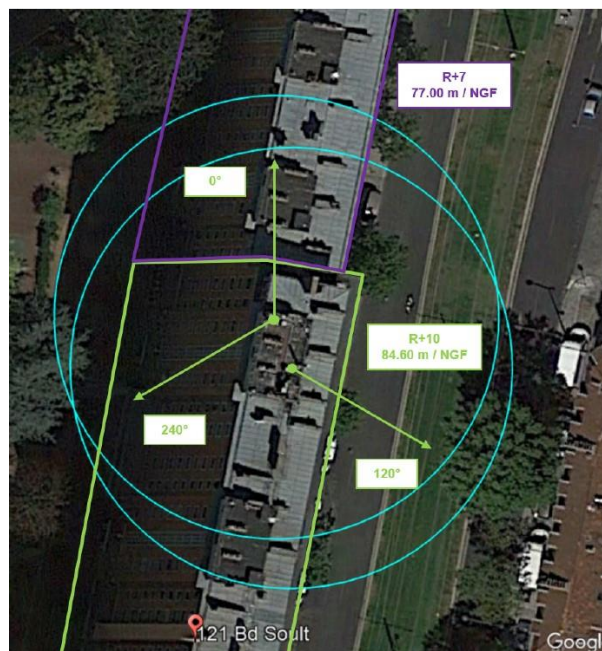 R+7
77.00 m / NGF
0°
R+10
84.60 m / NGF
240°
120°
121 Bd Soult
Googl